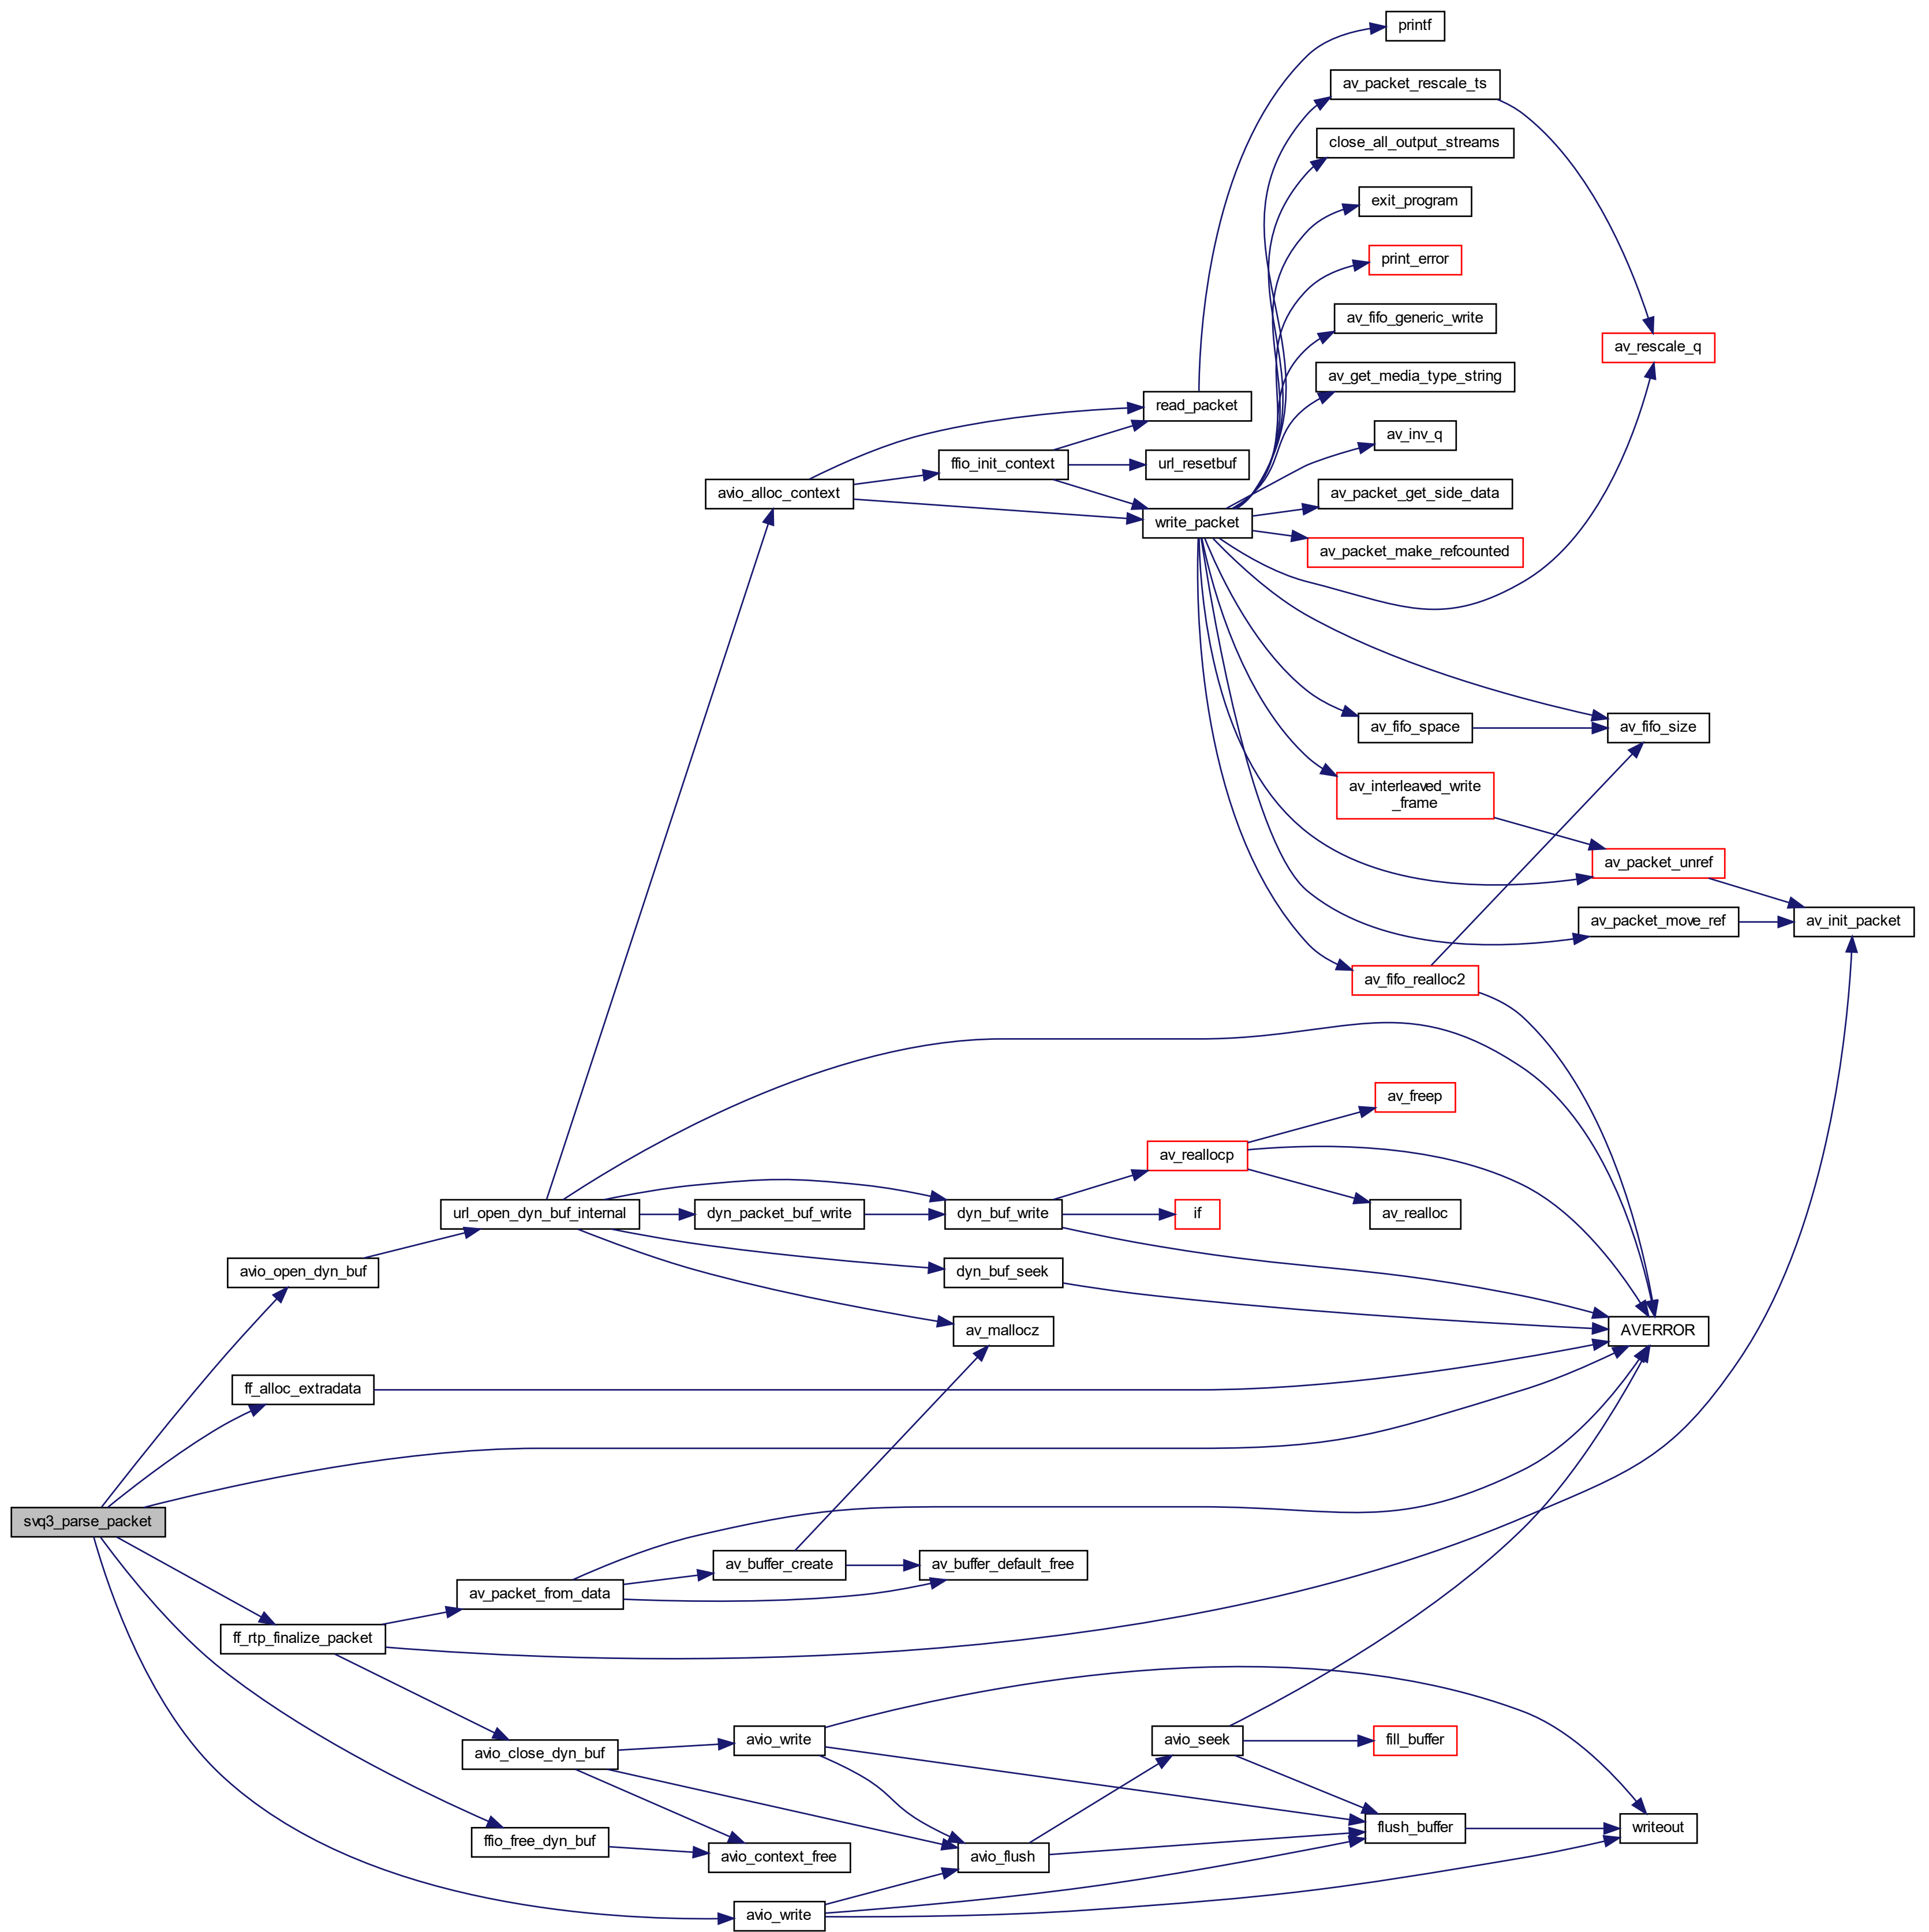 printf
av_packet_rescale_ts
close_all_output_streams
exit_program
print_error
av_fifo_generic_write
av_rescale_q
av_get_media_type_string
read_packet
av_inv_q
ffio_init_context
url_resetbuf
avio_alloc_context
av_packet_get_side_data
write_packet
av_packet_make_refcounted
av_fifo_space
av_fifo_size
av_interleaved_write
_frame
av_packet_unref
av_packet_move_ref
av_init_packet
av_fifo_realloc2
av_freep
av_reallocp
url_open_dyn_buf_internal
dyn_packet_buf_write
dyn_buf_write
if
av_realloc
avio_open_dyn_buf
dyn_buf_seek
av_mallocz
AVERROR
ff_alloc_extradata
svq3_parse_packet
av_buffer_create
av_buffer_default_free
av_packet_from_data
ff_rtp_finalize_packet
avio_write
avio_seek
fill_buffer
avio_close_dyn_buf
flush_buffer
writeout
ffio_free_dyn_buf
avio_context_free
avio_flush
avio_write